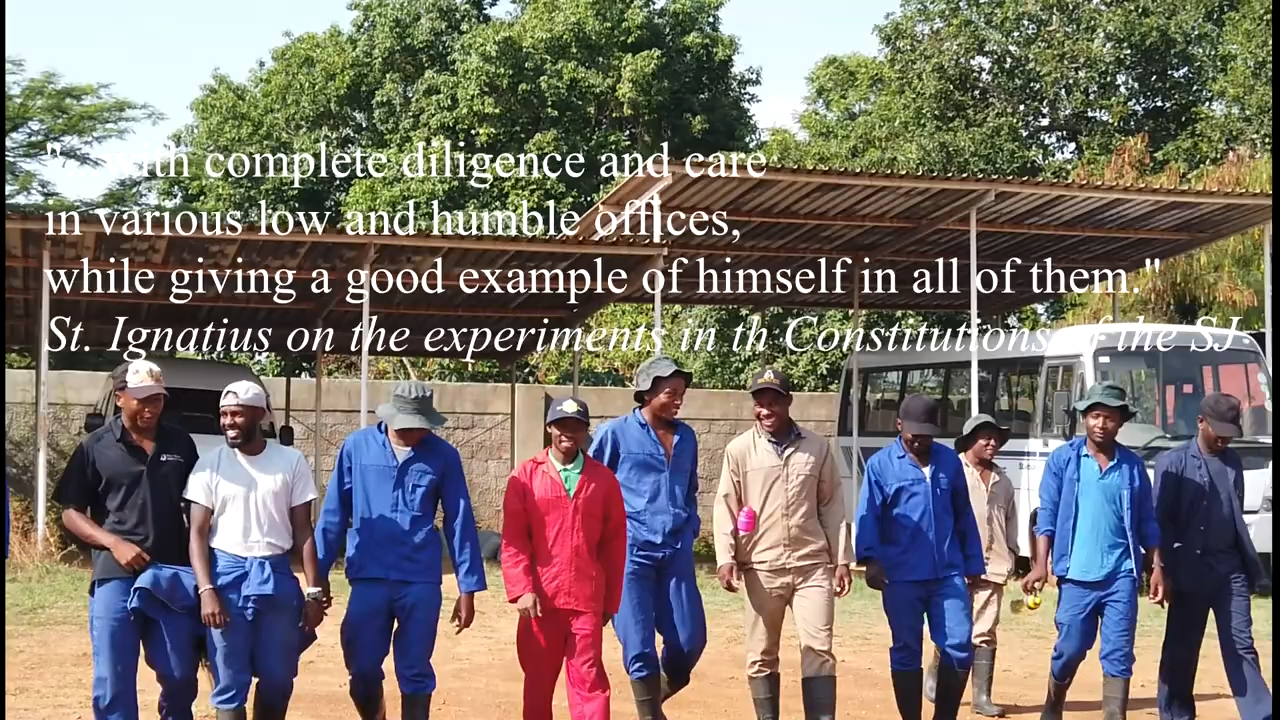 "...with complete diligence and care
in various low and humble offices,
while giving a good example of himself in all of them."
St. Ignatius on the experiments in th Constitutions of the SJ.